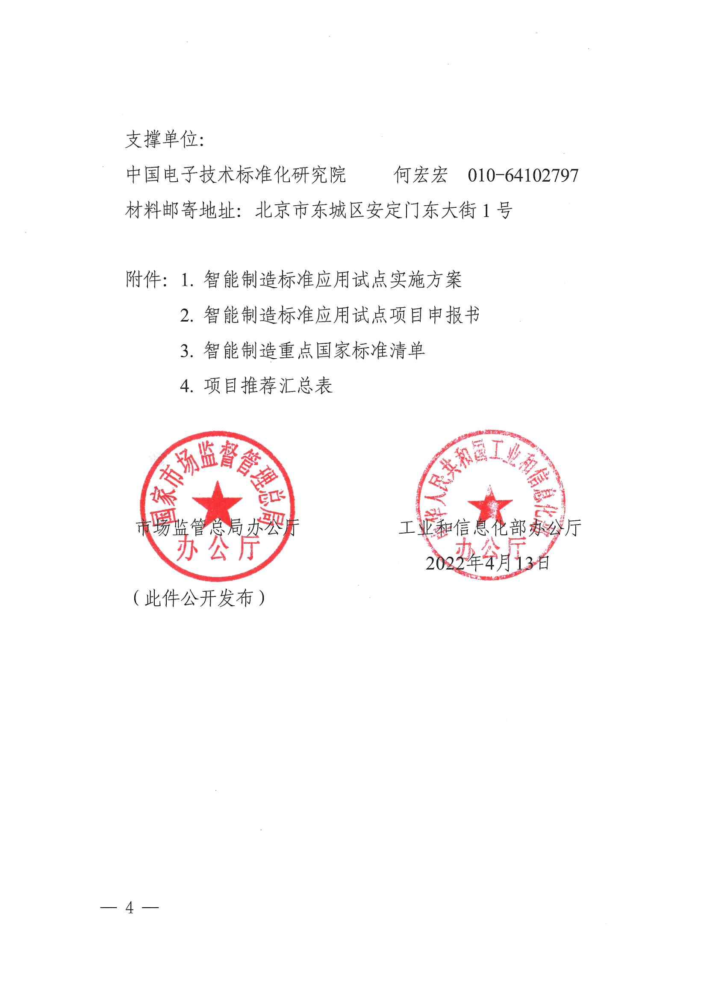 支撑单位:
中国电子技术标准化研究院 何宏宏 010-64102797
材料邮寄地址: 北京市东城区安定门东大街1号
附件: 1. 智能制造标准应用试点实施方案
2. 智能制造标准应用试点项目申报书
3. 智能制造重点国家标准清单
4. 项目推荐汇总表
国家市场监督管理总局
办公厅
中华人民共和国工业和信息化部
办公厅
市场监管总局办公厅 工业和信息化部办公厅
2022年4月13日
(此件公开发布)
— 4 —